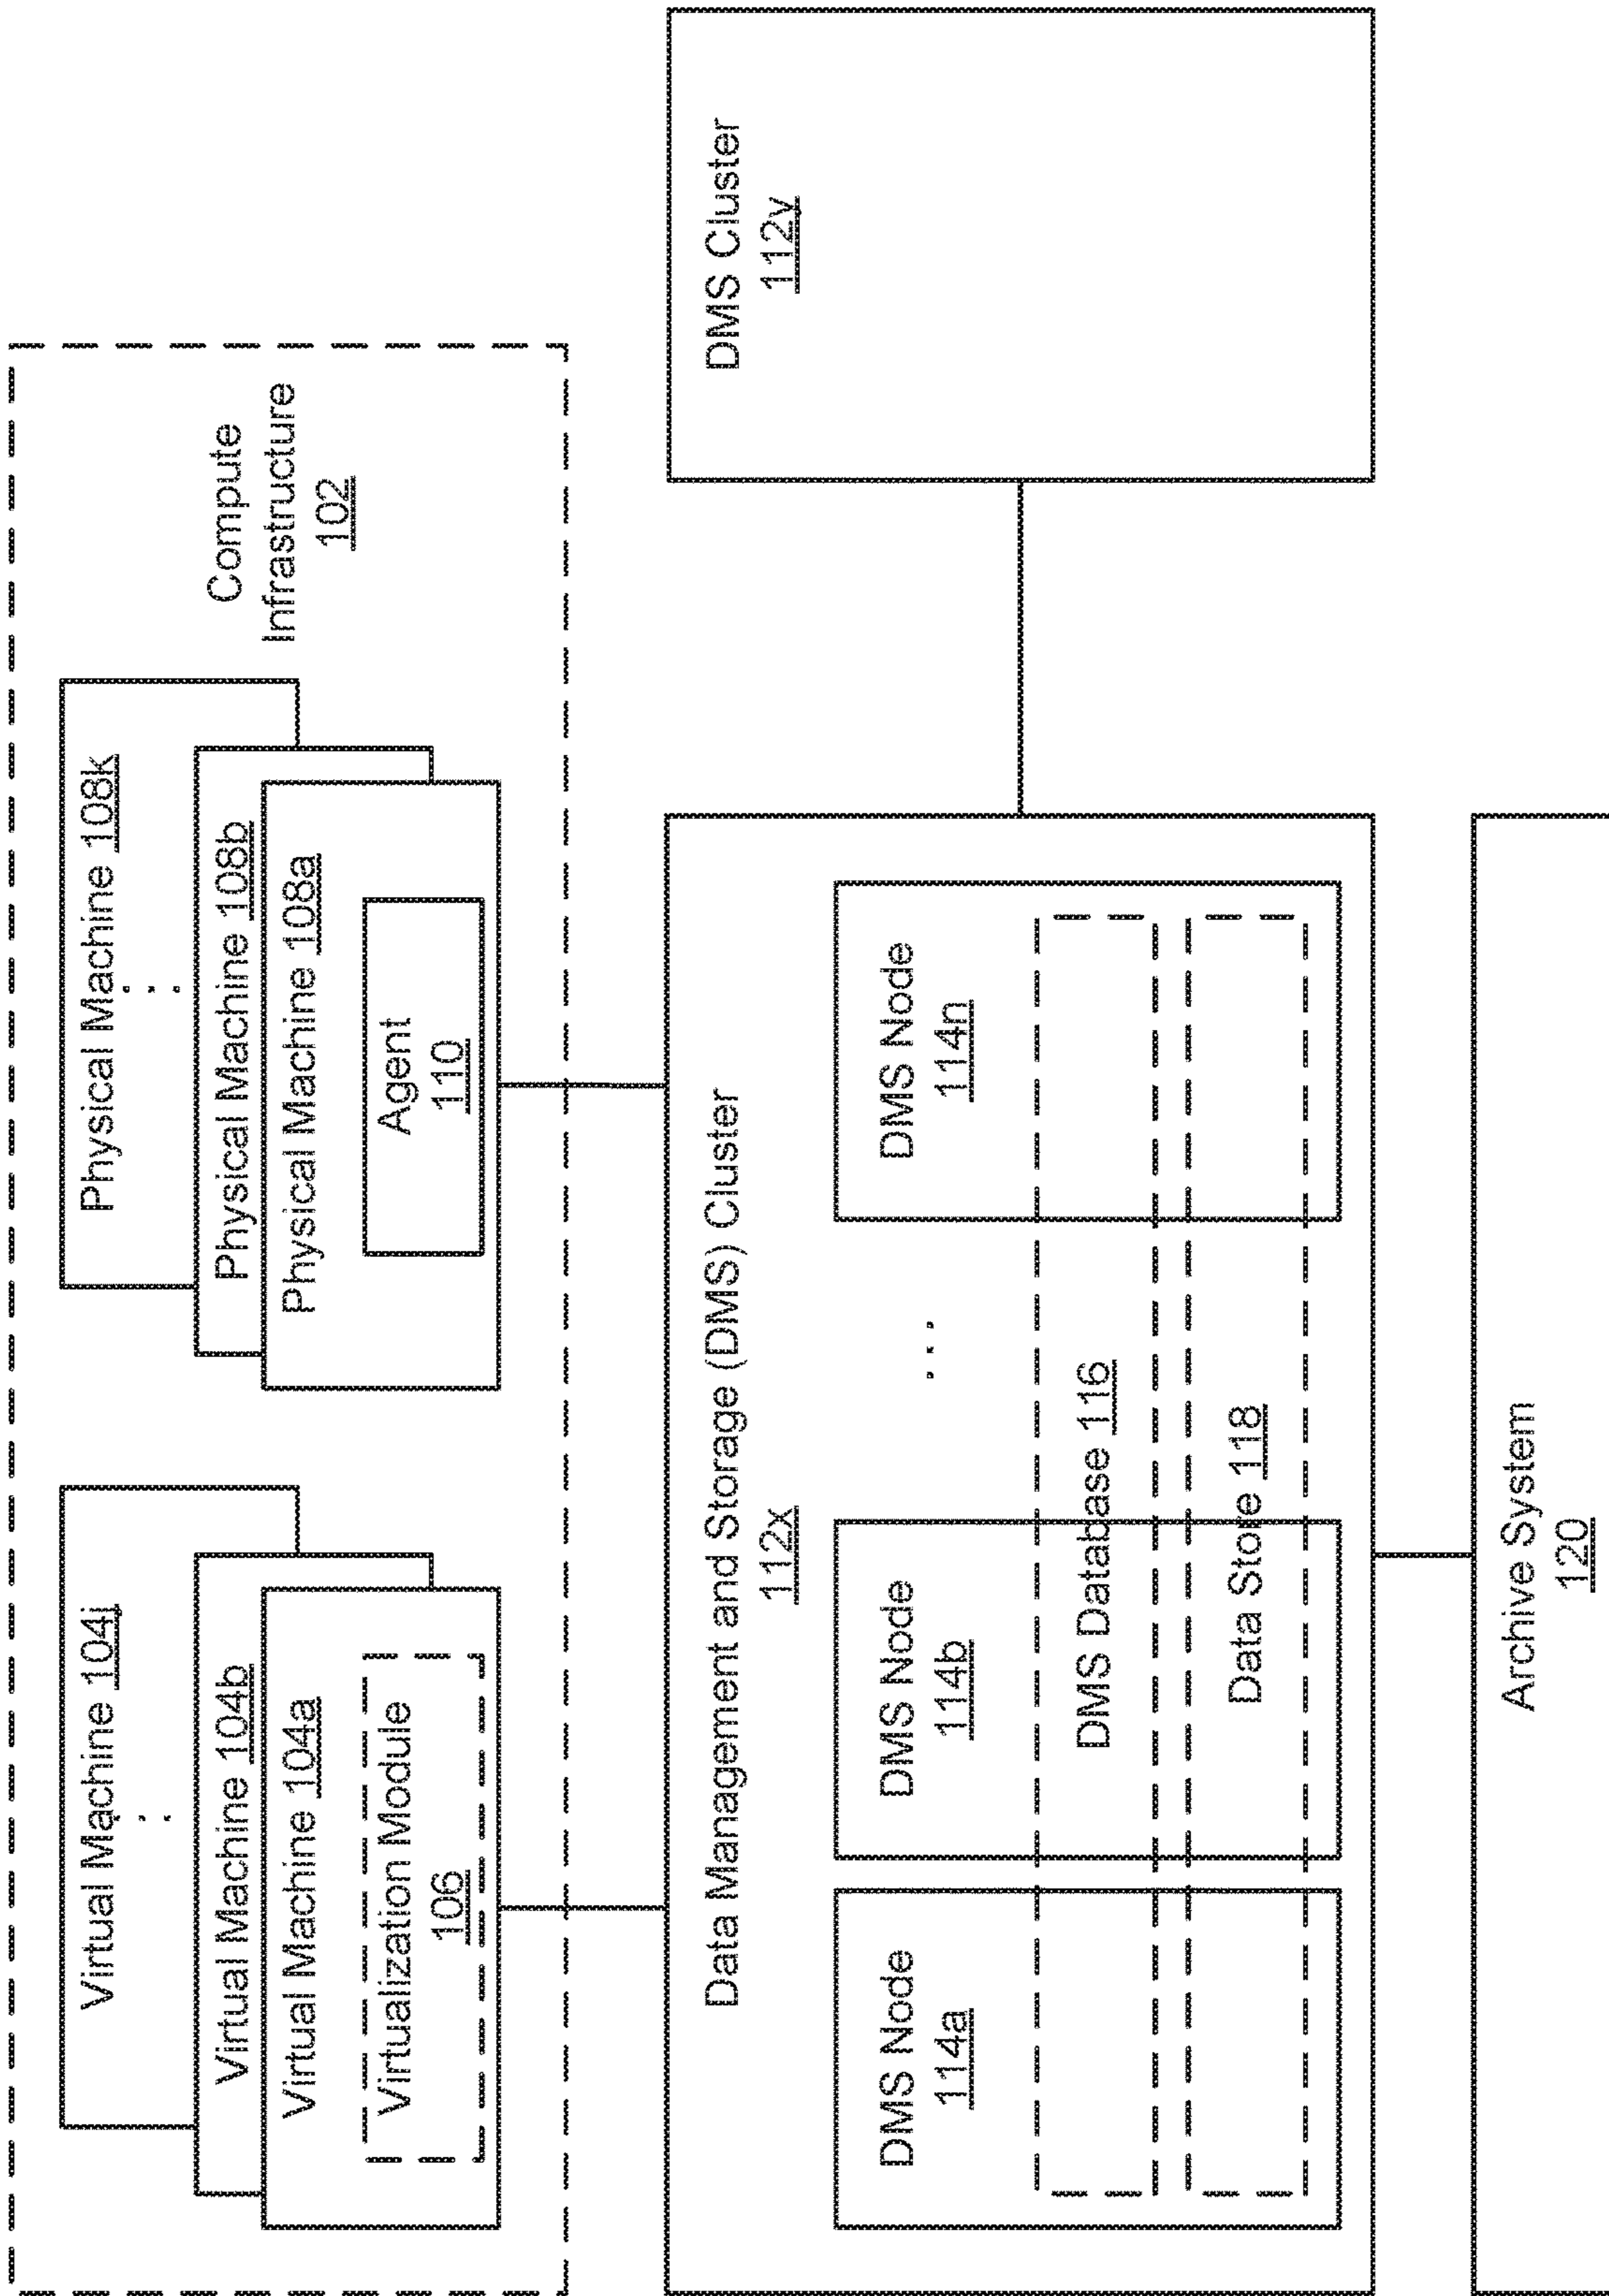 Virtual Machine 104j
Physical Machine 108k
Virtual Machine 104b
Physical Machine 108b
Virtual Machine 104a
Physical Machine 108a
Virtualization Module
106
Agent
110
Compute
Infrastructure
102
Data Management and Storage (DMS) Cluster
112x
DMS Cluster
112y
DMS Node
114a
DMS Node
114b
...
DMS Node
114n
DMS Database 116
Data Store 118
Archive System
120